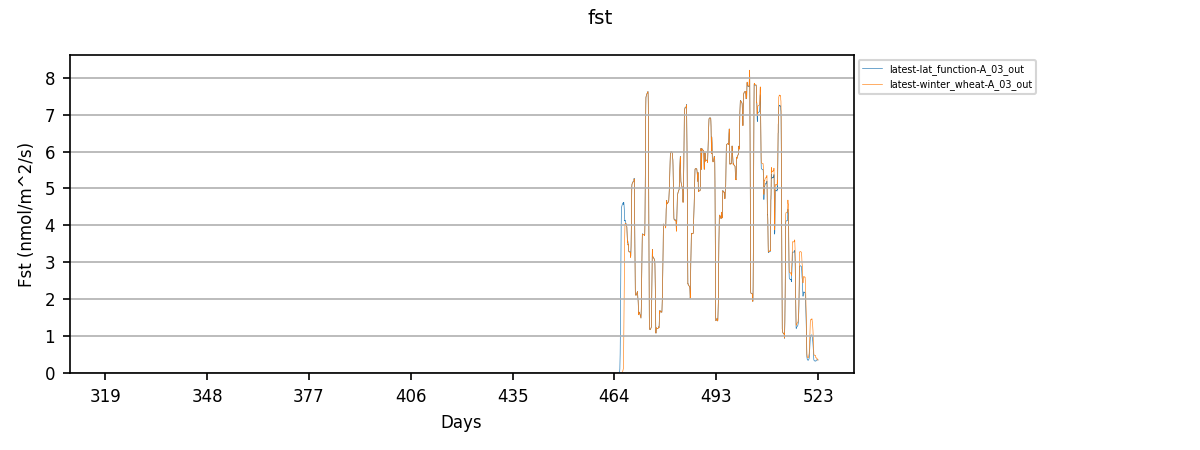 fst
latest-lat_function-A_03_out
latest-winter_wheat-A_03_out
Fst (nmol/m^2/s)
8
7
6
5
4
3
2
1
0
319 348 377 406 435 464 493 523
Days